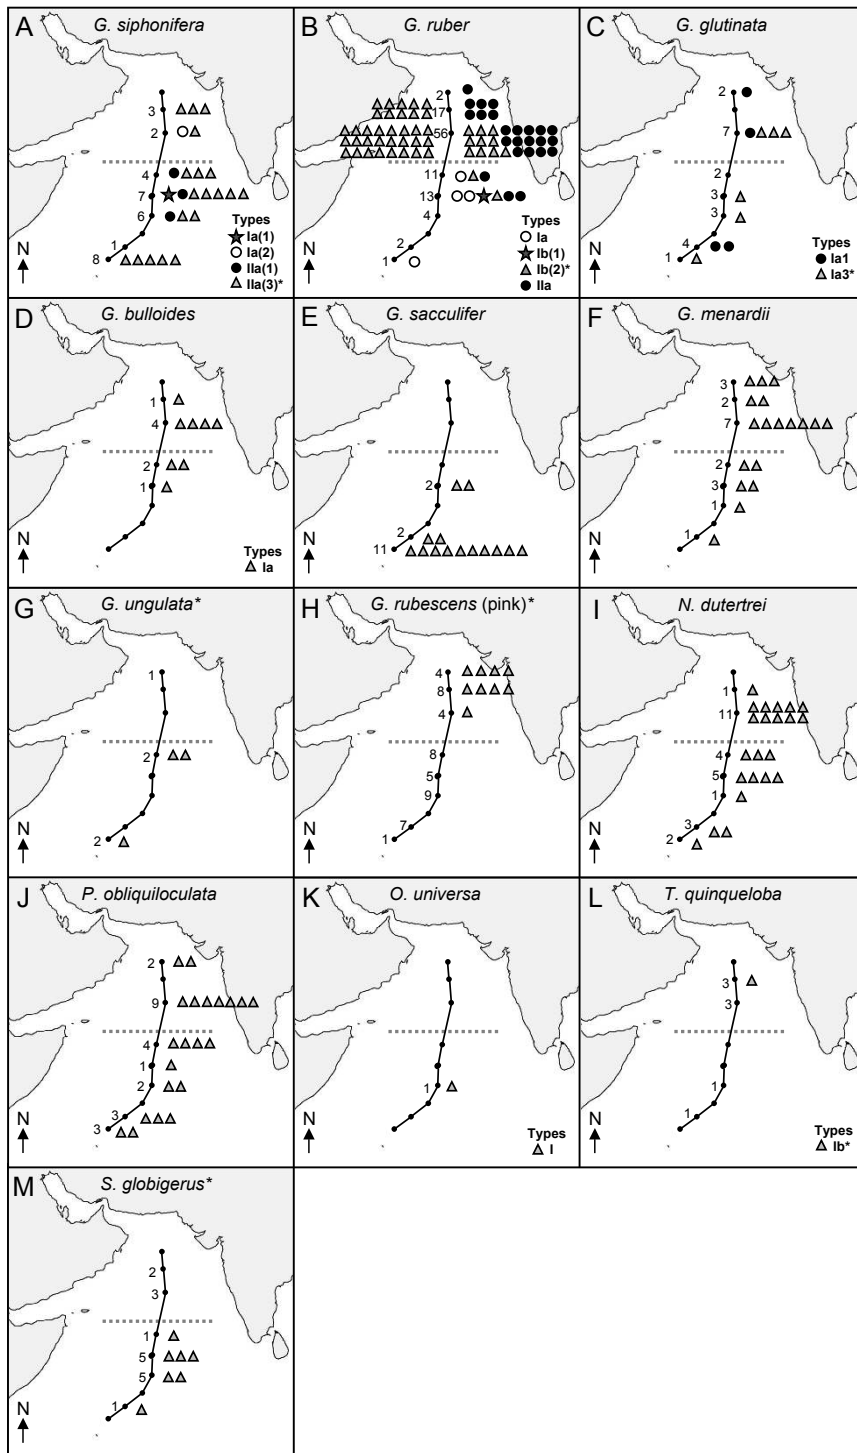 A G. siphonifera
3
2
4
7
6
1
8
N
Types
Ia(1)
Ia(2)
IIa(1)
IIa(3)*
B G. ruber
2
17
56
11
13
4
2
1
N
Types
Ia
Ib(1)
Ib(2)*
IIa
C G. glutinata
2
7
2
3
3
4
1
N
Types
Ia1
Ia3*
D G. bulloides
1
4
2
1
N
Types
Ia
E G. sacculifer
2
2
11
N
F G. menardii
3
2
7
2
3
1
1
N
G G. ungulata*
1
2
2
N
H G. rubescens (pink)*
4
8
4
8
5
9
7
1
N
I N. dutertrei
1
11
4
5
1
3
2
N
J P. obliquiloculata
2
9
4
1
2
3
3
N
K O. universa
1
N
Types
I
L T. quinqueloba
3
3
1
1
N
Types
Ib*
M S. globigerus*
2
3
1
5
5
1
N